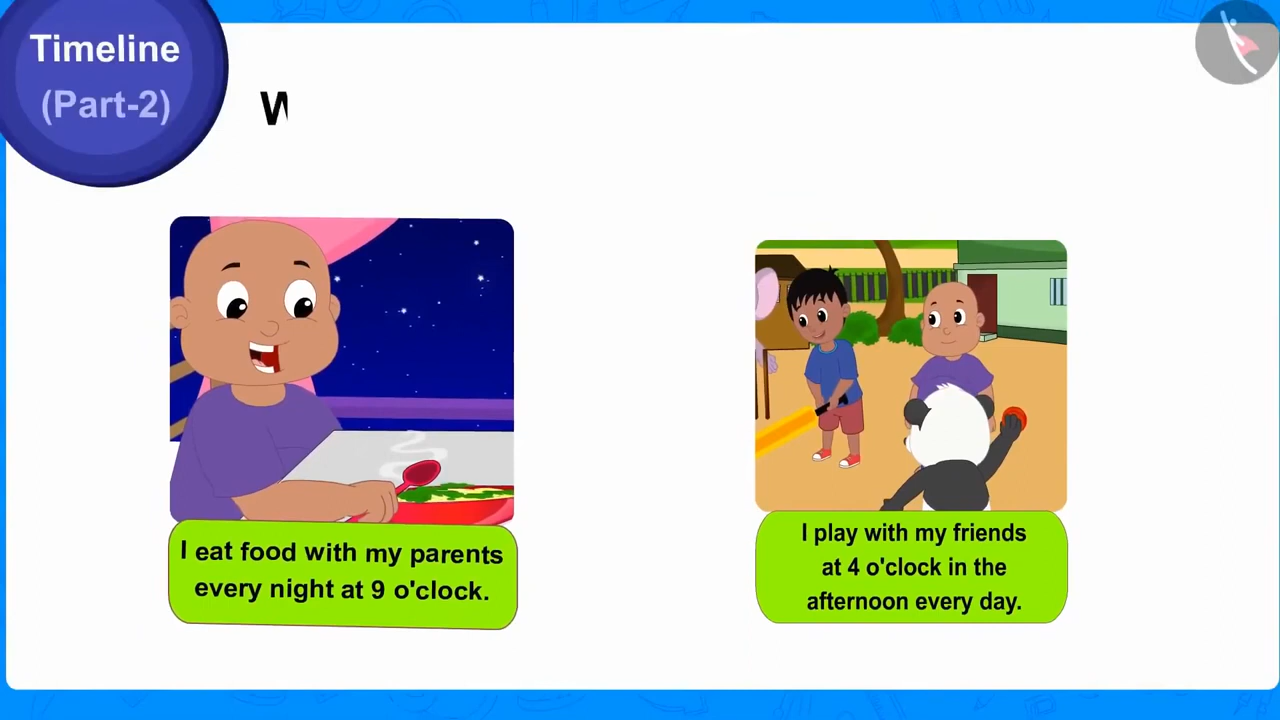 Timeline
(Part-2)
W
I eat food with my parents
every night at 9 o'clock.
I play with my friends
at 4 o'clock in the
afternoon every day.